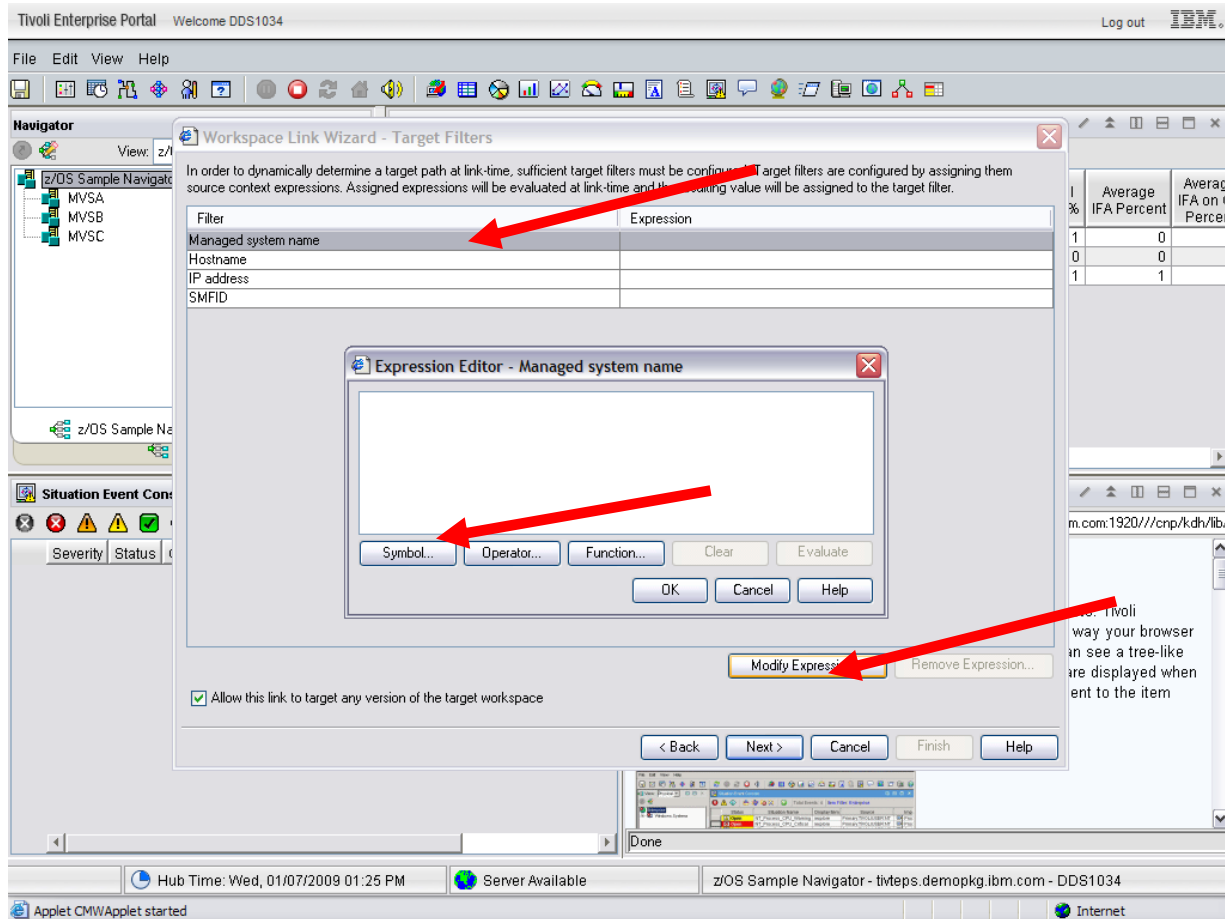 Tivoli Enterprise Portal Welcome DDS1034
Log out IBM.
File Edit View Help
Navigator
View: z/
z/OS Sample Navigato
MVSA
MVSB
MVSC
z/OS Sample Na
Workspace Link Wizard - Target Filters
In order to dynamically determine a target path at link-time, sufficient target filters must be Target filters are configured by assigning them
source context expressions. Assigned expressions will be evaluated at link-time and value will be assigned to the target filter.
Filter Expression
Managed system name
Hostname
IP address
SMFID
Expression Editor - Managed system name
Symbol... Operator... Function... Clear Evaluate
OK Cancel Help
Modify Remove Expression...
Allow this link to target any version of the target workspace
< Back Next > Cancel Finish Help
%
Average
IFA Percent
Averag
IFA on
Perce
1 0
0 0
1 1
Situation Event Con
Severity Status
m.com:1920///cnp/kdh/lib/
Tivoli
way your browser
an see a tree-like
are displayed when
ent to the item
Done
Hub Time: Wed, 01/07/2009 01:25 PM
Server Available
z/OS Sample Navigator - tivteps.demopkg.ibm.com - DDS1034
Applet CMWApplet started
Internet